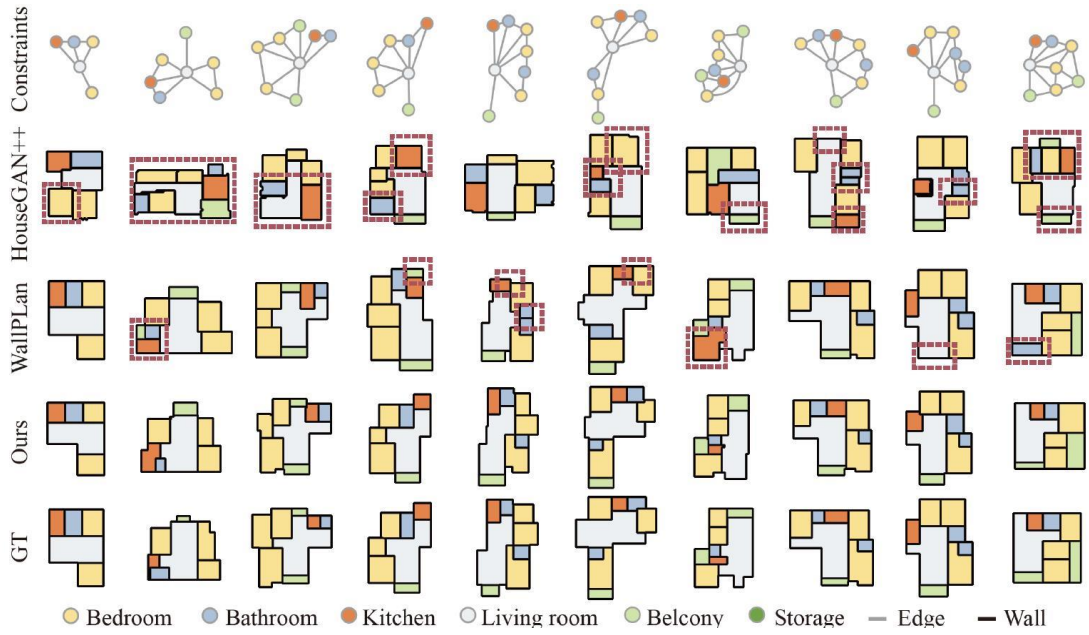 Constraints
HouseGAN++
WallPLan
Ours
GT
Bedroom Bathroom Kitchen Living room Belcony Storage Edge Wall